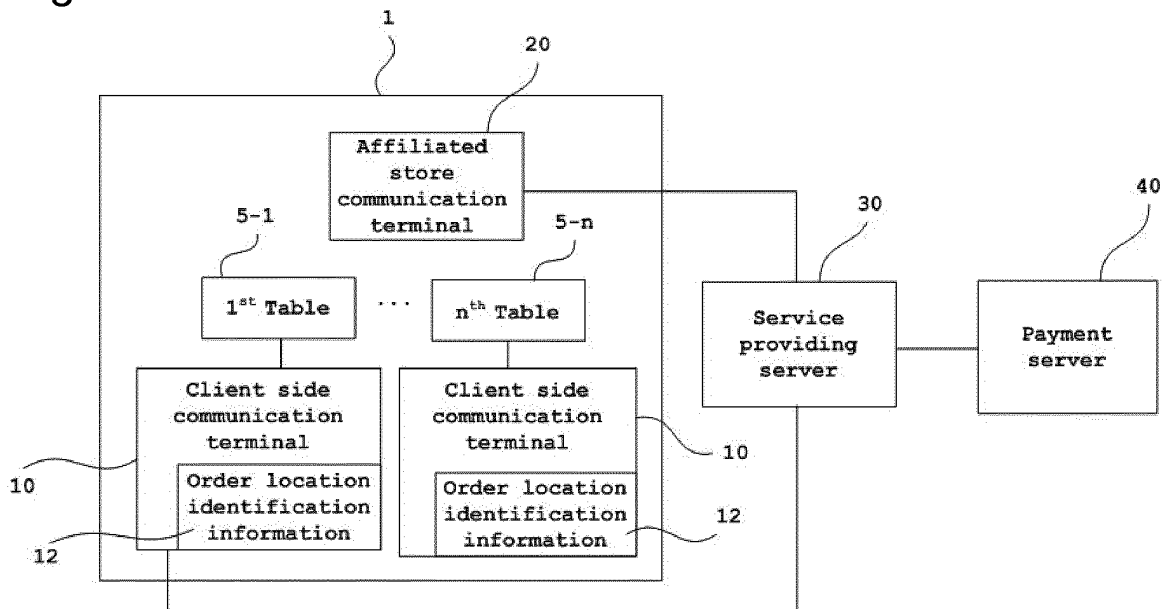 1
20
Affiliated
store
communication
terminal
40
5-1
5-n
30
1st Table
...
nth Table
Service
providing
server
Payment
server
Client side
communication
terminal
Client side
communication
terminal
10
10
Order location
identification
information
Order location
identification
information
12
12